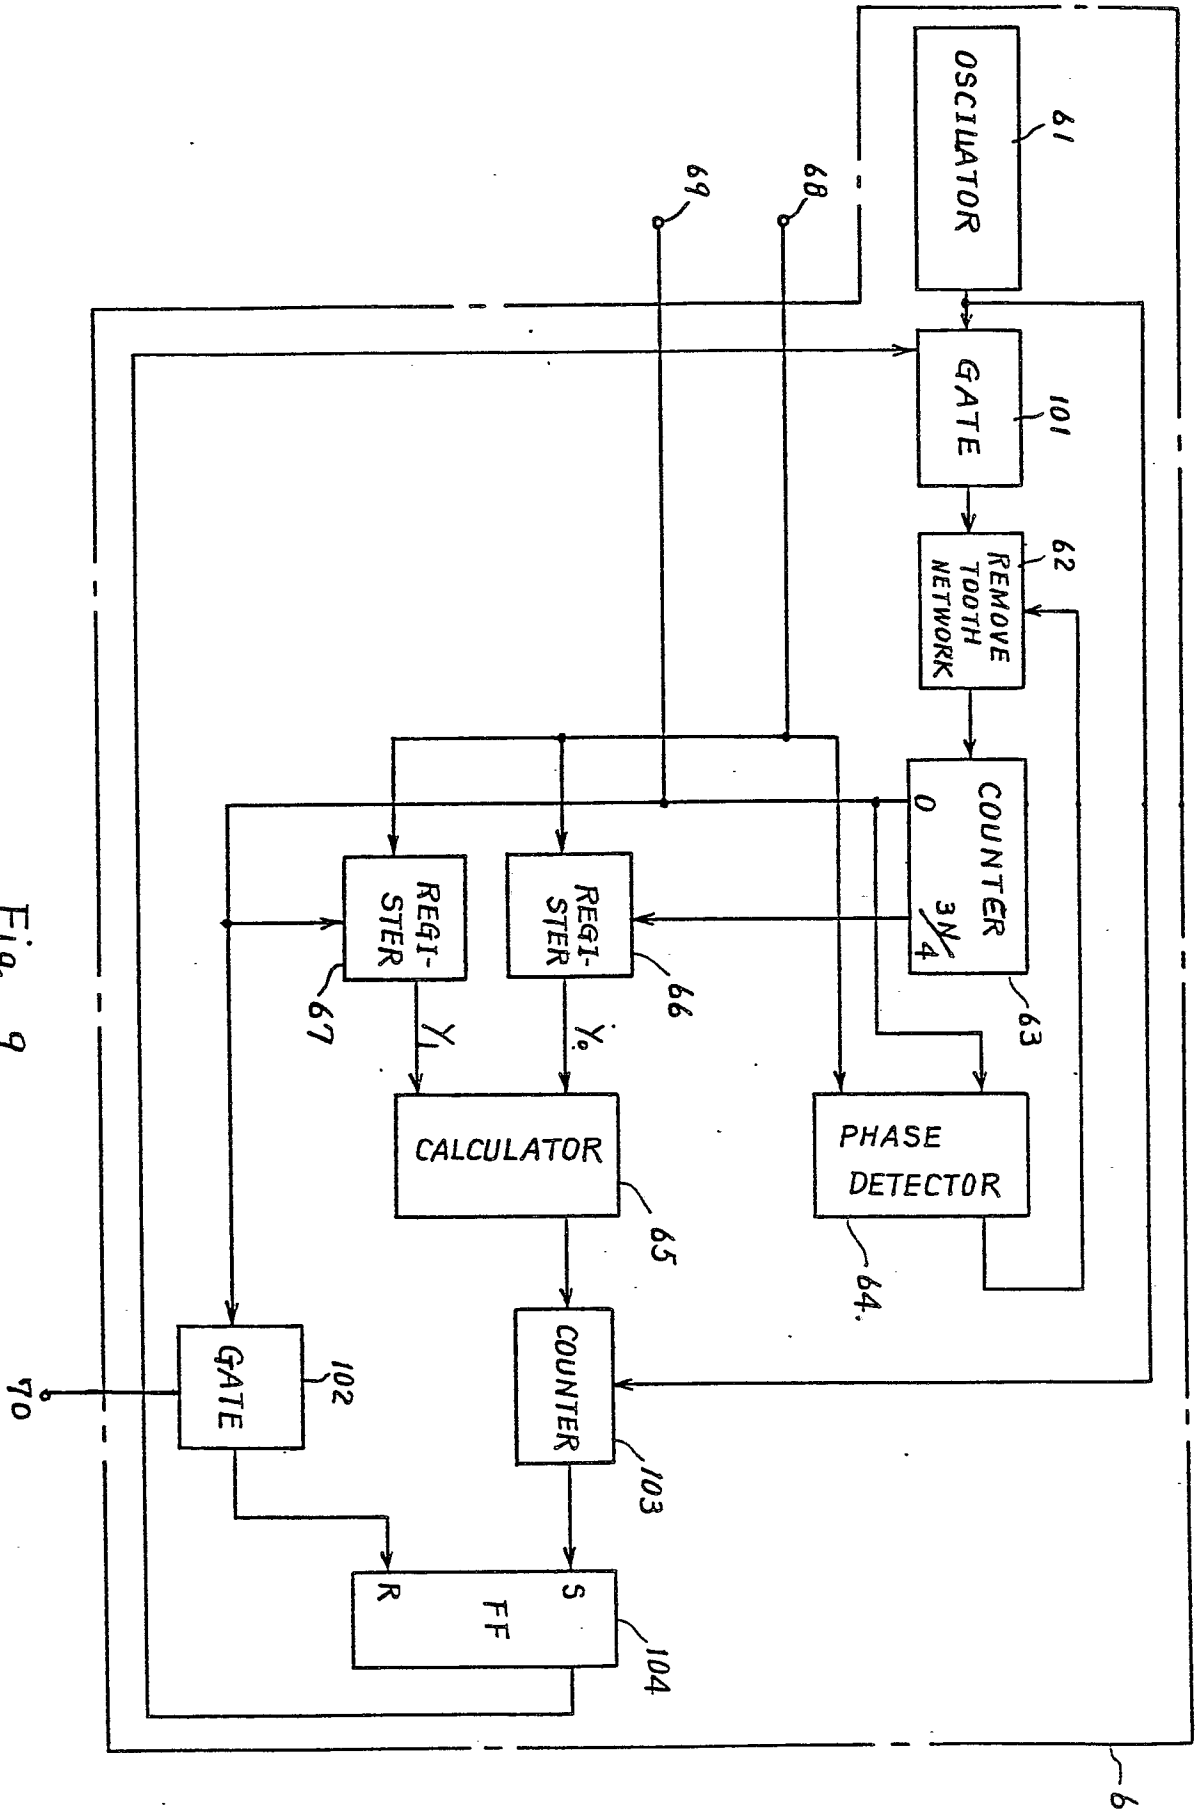 61
OSCILLATOR
101
GATE
62
REMOVE
TOOTH
NETWORK
COUNTER
0
3N/4
63
PHASE
DETECTOR
64.
68
69
REGI-
STER
66
REGI-
STER
67
Y0
Y1
CALCULATOR
65
COUNTER
103
GATE
102
70
S
FF
R
104
6
Fig. 9